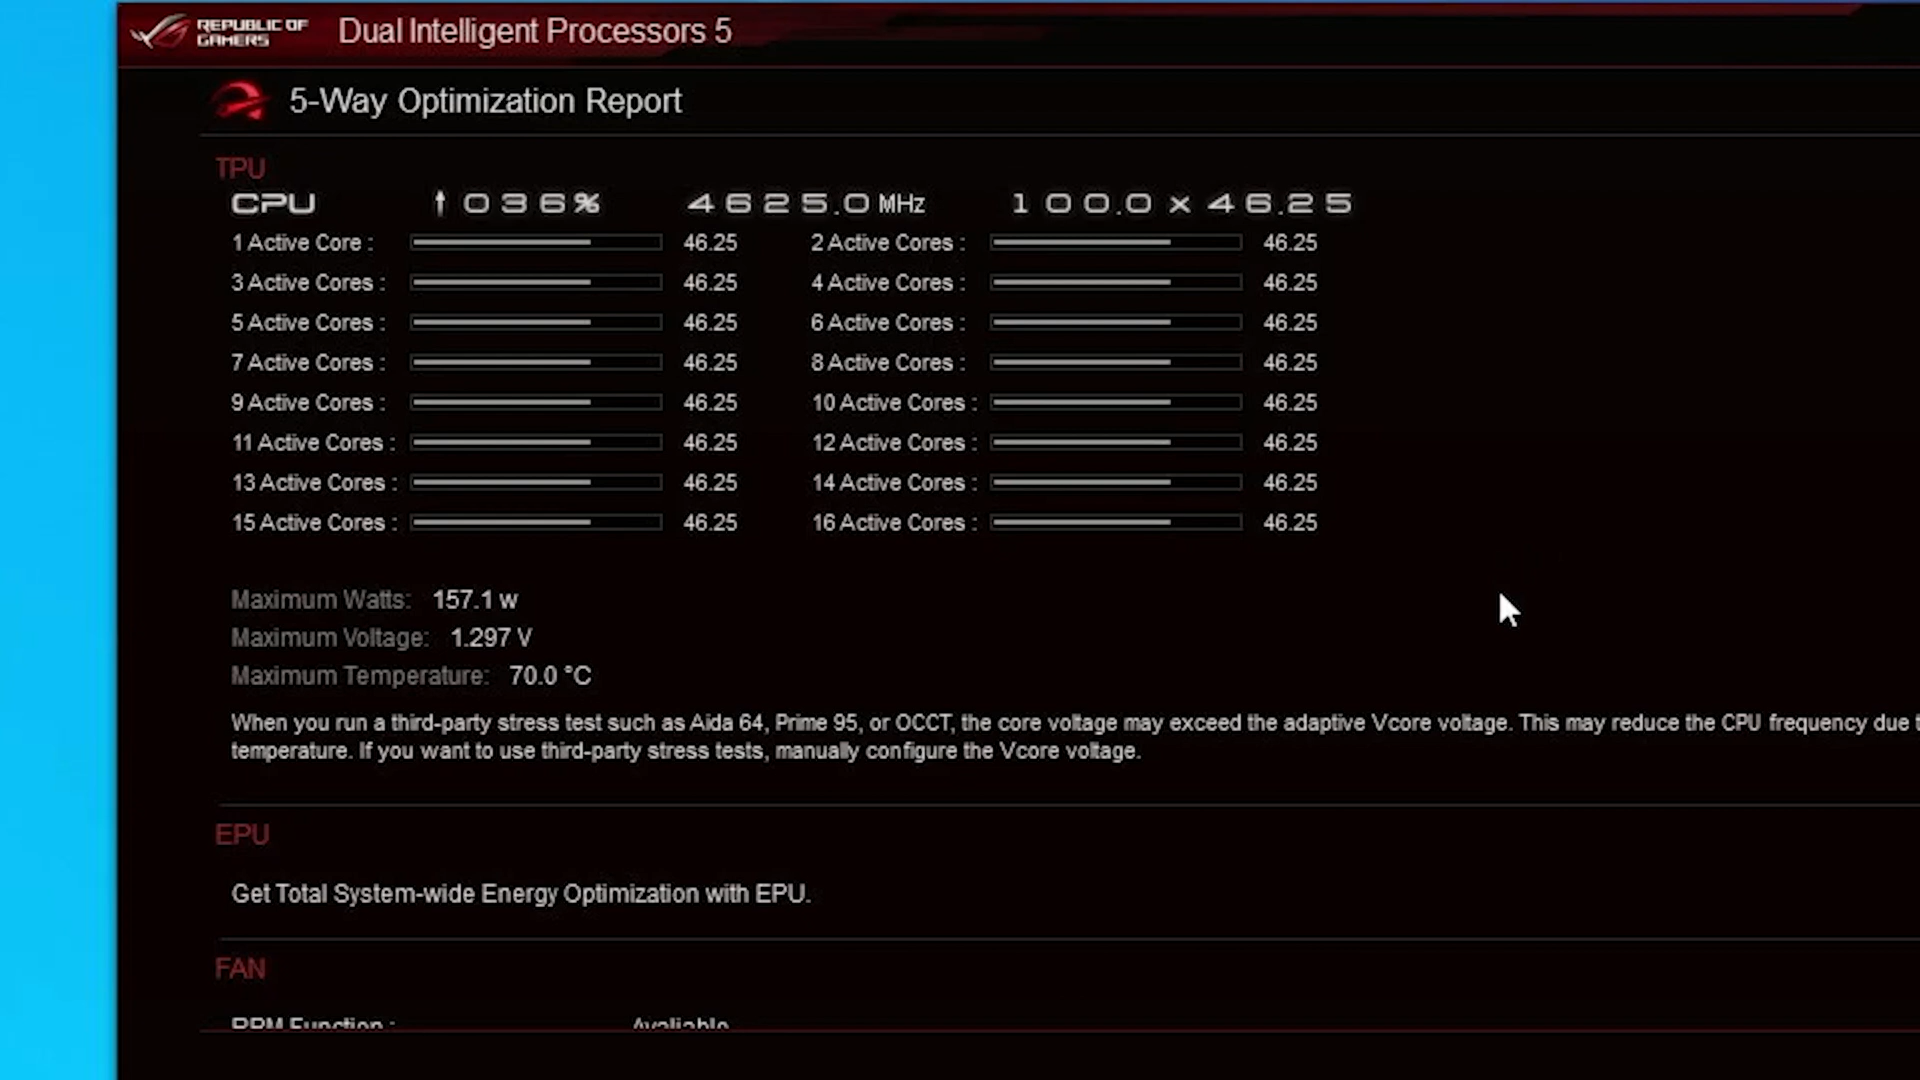 REPUBLIC OF
GAMERS
Dual Intelligent Processors 5
5-Way Optimization Report
TPU
CPU ↑036% 4625.0 MHz 100.0 x 46.25
1 Active Core : 46.25 2 Active Cores : 46.25
3 Active Cores : 46.25 4 Active Cores : 46.25
5 Active Cores : 46.25 6 Active Cores : 46.25
7 Active Cores : 46.25 8 Active Cores : 46.25
9 Active Cores : 46.25 10 Active Cores : 46.25
11 Active Cores : 46.25 12 Active Cores : 46.25
13 Active Cores : 46.25 14 Active Cores : 46.25
15 Active Cores : 46.25 16 Active Cores : 46.25
Maximum Watts: 157.1 w
Maximum Voltage: 1.297 V
Maximum Temperature: 70.0 °C
When you run a third-party stress test such as Aida 64, Prime 95, or OCCT, the core voltage may exceed the adaptive Vcore voltage. This may reduce the CPU frequency due
temperature. If you want to use third-party stress tests, manually configure the Vcore voltage.
EPU
Get Total System-wide Energy Optimization with EPU.
FAN
RPM Function : Avaliable